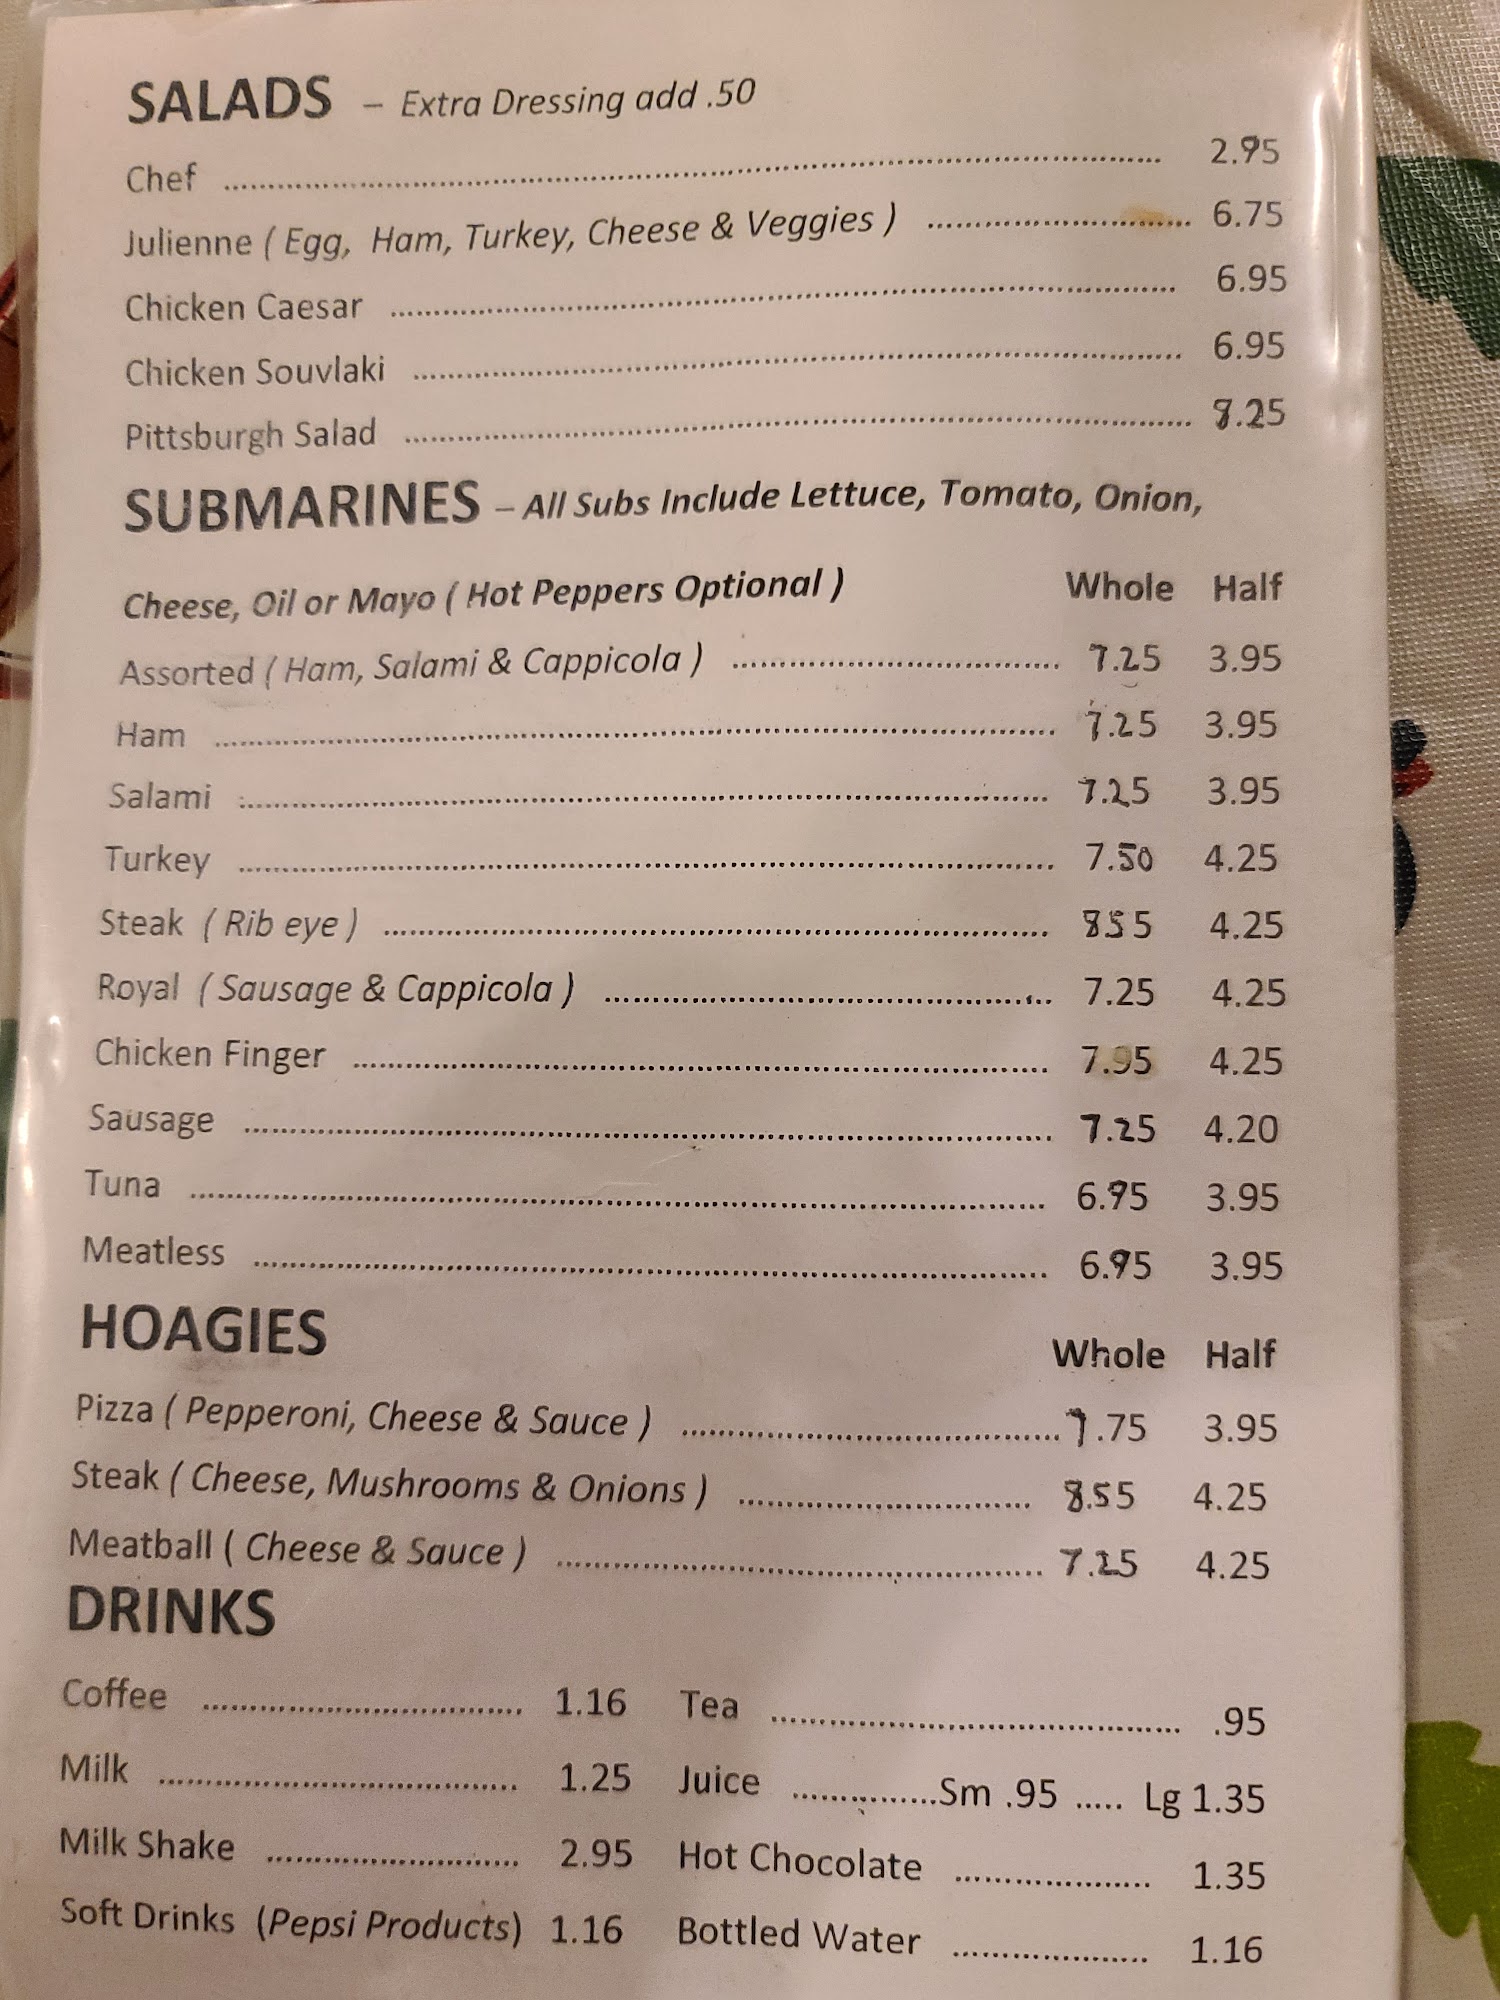 SALADS – Extra Dressing add .50
Chef ........ 2.95
Julienne ( Egg, Ham, Turkey, Cheese & Veggies ) ........ 6.75
Chicken Caesar ........ 6.95
Chicken Souvlaki ........ 6.95
Pittsburgh Salad ........ 8.25
SUBMARINES – All Subs Include Lettuce, Tomato, Onion,
Cheese, Oil or Mayo ( Hot Peppers Optional ) Whole Half
Assorted ( Ham, Salami & Cappicola ) ........ 7.25 3.95
Ham ........ 7.25 3.95
Salami ........ 7.25 3.95
Turkey ........ 7.50 4.25
Steak ( Rib eye ) ........ 8.55 4.25
Royal ( Sausage & Cappicola ) ........ 7.25 4.25
Chicken Finger ........ 7.95 4.25
Sausage ........ 7.25 4.20
Tuna ........ 6.95 3.95
Meatless ........ 6.95 3.95
HOAGIES Whole Half
Pizza ( Pepperoni, Cheese & Sauce ) ........ 7.75 3.95
Steak ( Cheese, Mushrooms & Onions ) ........ 8.55 4.25
Meatball ( Cheese & Sauce ) ........ 7.25 4.25
DRINKS
Coffee ........ 1.16 Tea ........ .95
Milk ........ 1.25 Juice ........Sm .95 ..... Lg 1.35
Milk Shake ........ 2.95 Hot Chocolate ........ 1.35
Soft Drinks (Pepsi Products) 1.16 Bottled Water ........ 1.16